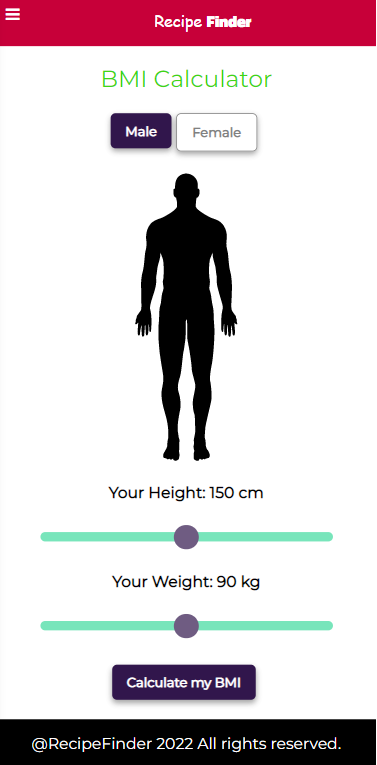 Recipe Finder
BMI Calculator
Male Female
Your Height: 150 cm
Your Weight: 90 kg
Calculate my BMI
@RecipeFinder 2022 All rights reserved.